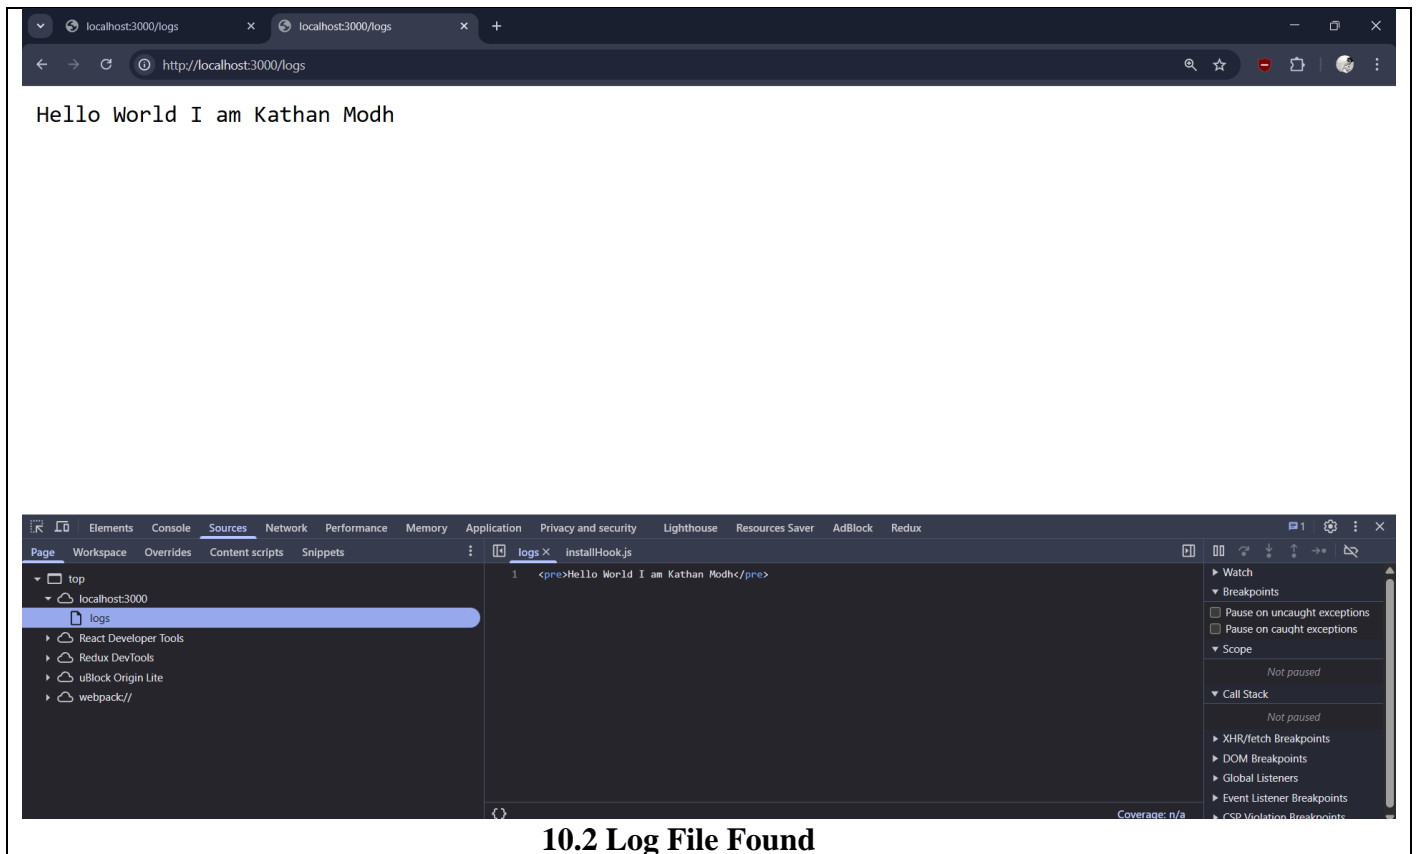 localhost:3000/logs
localhost:3000/logs
http://localhost:3000/logs
Hello World I am Kathan Modh
Elements Console Sources Network Performance Memory Application Privacy and security Lighthouse Resources Saver AdBlock Redux 1
Page Workspace Overrides Content scripts Snippets
logs installHook.js
top
localhost:3000
logs
React Developer Tools
Redux DevTools
uBlock Origin Lite
webpack://
1 <pre>Hello World I am Kathan Modh</pre>
Coverage: n/a
Watch
Breakpoints
Pause on uncaught exceptions
Pause on caught exceptions
Scope
Not paused
Call Stack
Not paused
XHR/fetch Breakpoints
DOM Breakpoints
Global Listeners
Event Listener Breakpoints
CSP Violation Breakpoints
10.2 Log File Found